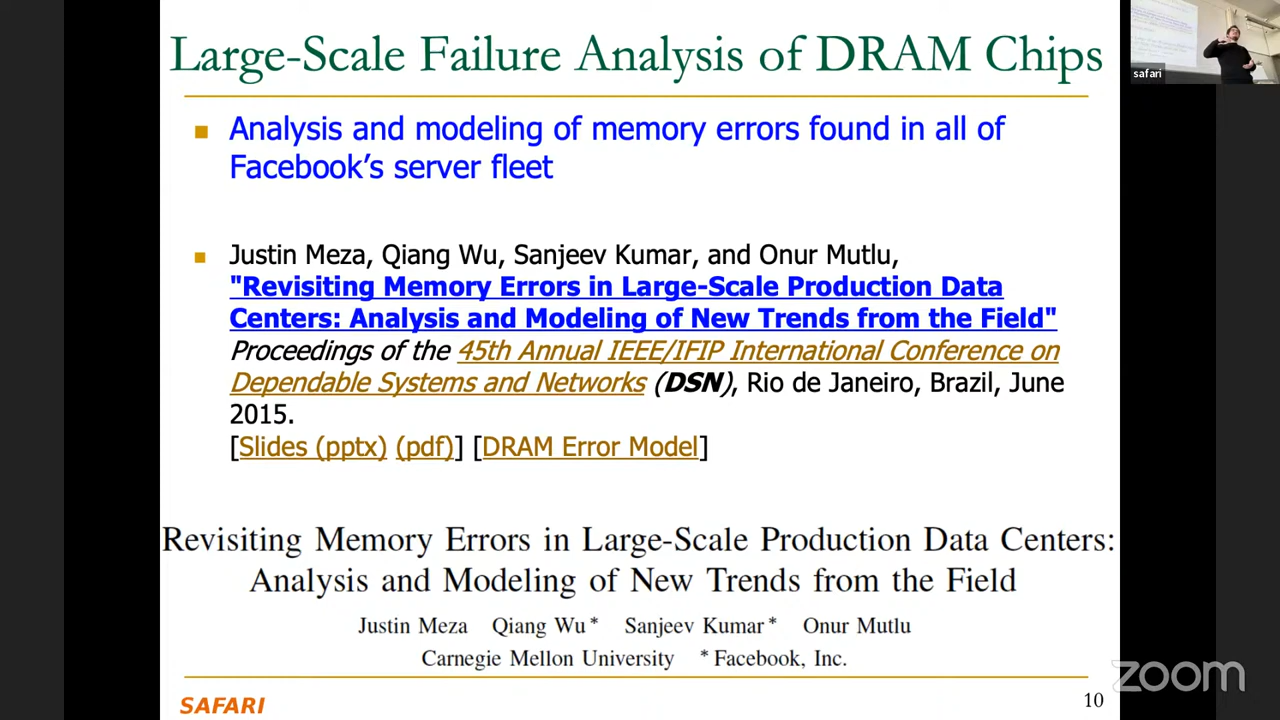 Large-Scale Failure Analysis of DRAM Chips
Analysis and modeling of memory errors found in all of
Facebook's server fleet
Justin Meza, Qiang Wu, Sanjeev Kumar, and Onur Mutlu,
"Revisiting Memory Errors in Large-Scale Production Data
Centers: Analysis and Modeling of New Trends from the Field"
Proceedings of the 45th Annual IEEE/IFIP International Conference on
Dependable Systems and Networks (DSN), Rio de Janeiro, Brazil, June
2015.
[Slides (pptx) (pdf)] [DRAM Error Model]
Revisiting Memory Errors in Large-Scale Production Data Centers:
Analysis and Modeling of New Trends from the Field
Justin Meza Qiang Wu* Sanjeev Kumar* Onur Mutlu
Carnegie Mellon University *Facebook, Inc.
SAFARI
10
zoom
safari